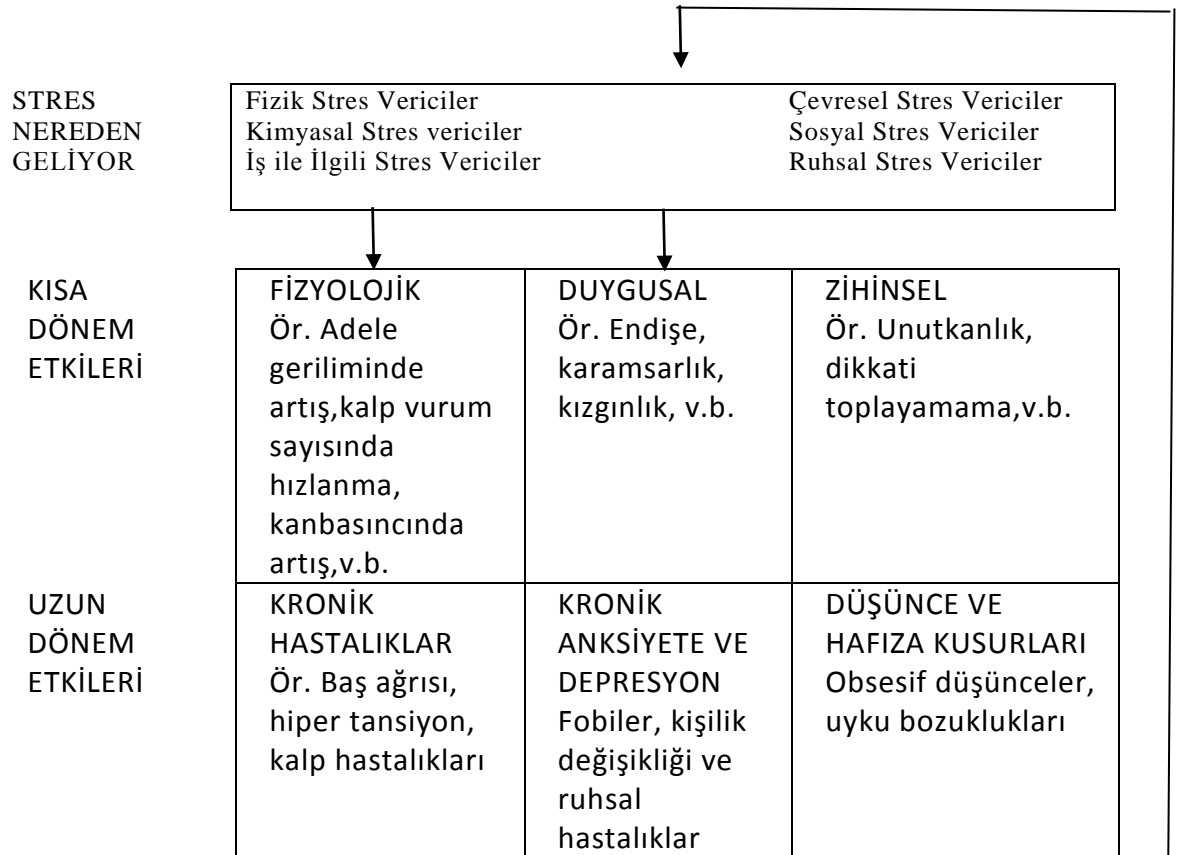 STRES
NEREDEN
GELİYOR
Fizik Stres Vericiler
Kimyasal Stres vericiler
İş ile İlgili Stres Vericiler
Çevresel Stres Vericiler
Sosyal Stres Vericiler
Ruhsal Stres Vericiler
KISA
DÖNEM
ETKİLERİ
FİZYOLOJİK
Ör. Adele
geriliminde
artış,kalp vurum
sayısında
hızlanma,
kanbasıncında
artış,v.b.
DUYGUSAL
Ör. Endişe,
karamsarlık,
kızgınlık, v.b.
ZİHİNSEL
Ör. Unutkanlık,
dikkati
toplayamama,v.b.
UZUN
DÖNEM
ETKİLERİ
KRONİK
HASTALIKLAR
Ör. Baş ağrısı,
hiper tansiyon,
kalp hastalıkları
KRONİK
ANKSİYETE VE
DEPRESYON
Fobiler, kişilik
değişikliği ve
ruhsal
hastalıklar
DÜŞÜNCE VE
HAFIZA KUSURLARI
Obsesif düşünceler,
uyku bozuklukları